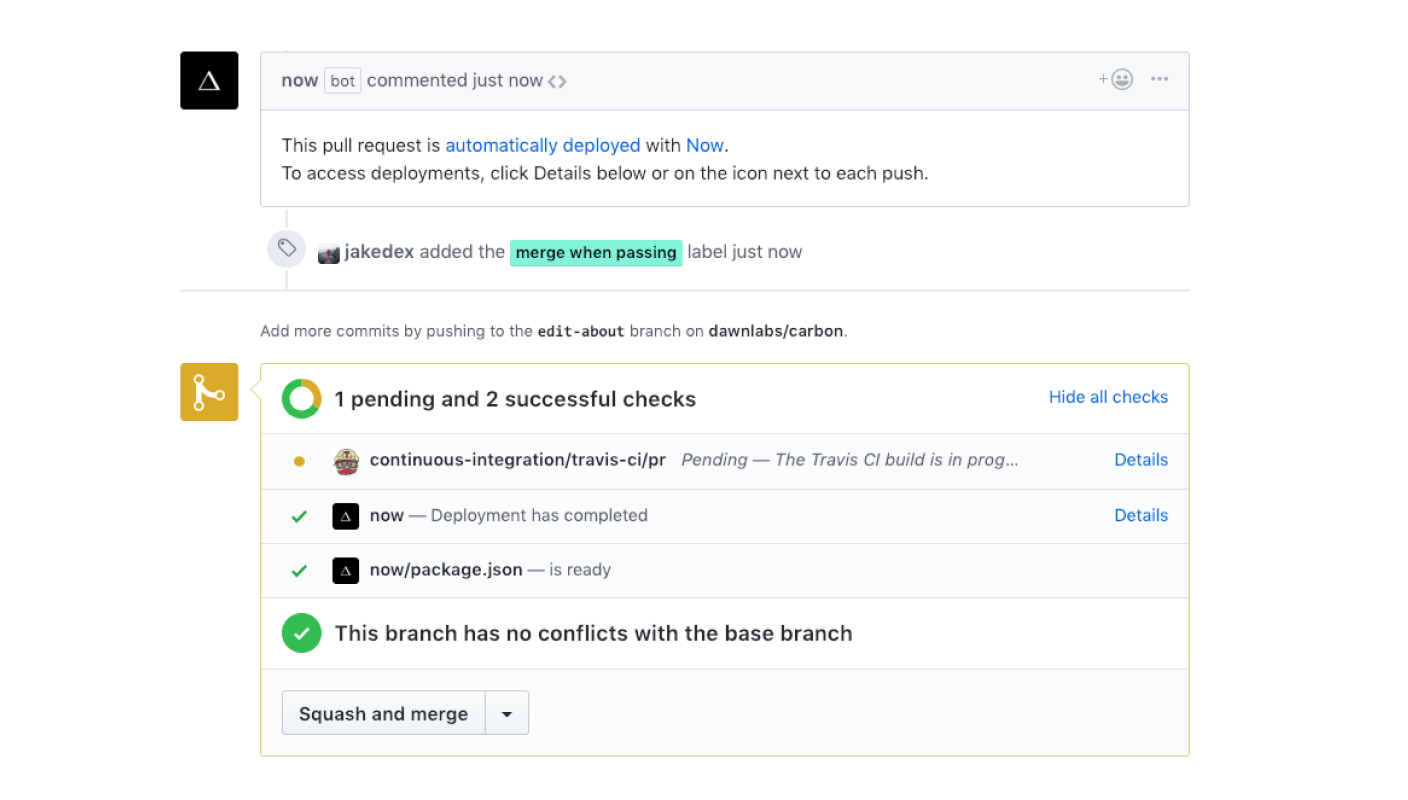 now bot commented just now
This pull request is automatically deployed with Now.
To access deployments, click Details below or on the icon next to each push.
jakedex added the merge when passing label just now
Add more commits by pushing to the edit-about branch on dawnlabs/carbon.
1 pending and 2 successful checks Hide all checks
continuous-integration/travis-ci/pr Pending — The Travis CI build is in prog... Details
now — Deployment has completed Details
now/package.json — is ready
This branch has no conflicts with the base branch
Squash and merge